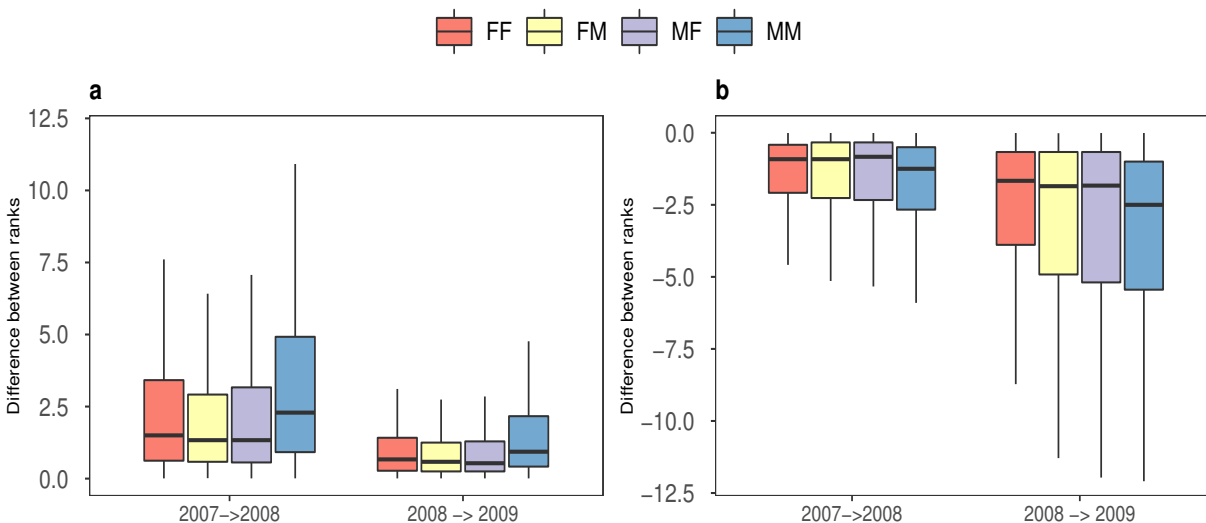 FF FM MF MM
a
Difference between ranks
12.5
10.0
7.5
5.0
2.5
0.0
2007->2008 2008 -> 2009
b
Difference between ranks
0.0
−2.5
−5.0
−7.5
−10.0
−12.5
2007->2008 2008 -> 2009